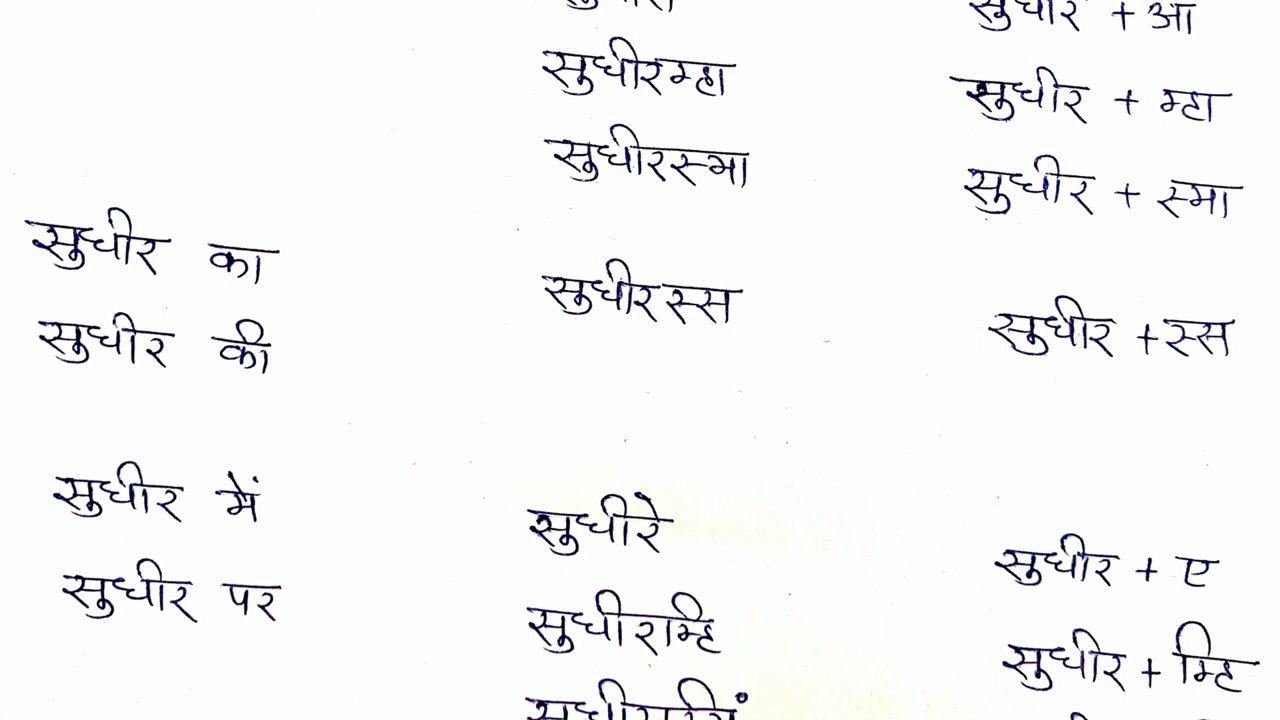 सुधीर + आ
सुधीरम्हा सुधीर + म्हा
सुधीरस्मा सुधीर + स्मा
सुधीर का सुधीरस्स सुधीर + स्स
सुधीर की
सुधीर में सुधीरे सुधीर + ए
सुधीर पर सुधीरम्हि सुधीर + म्हि